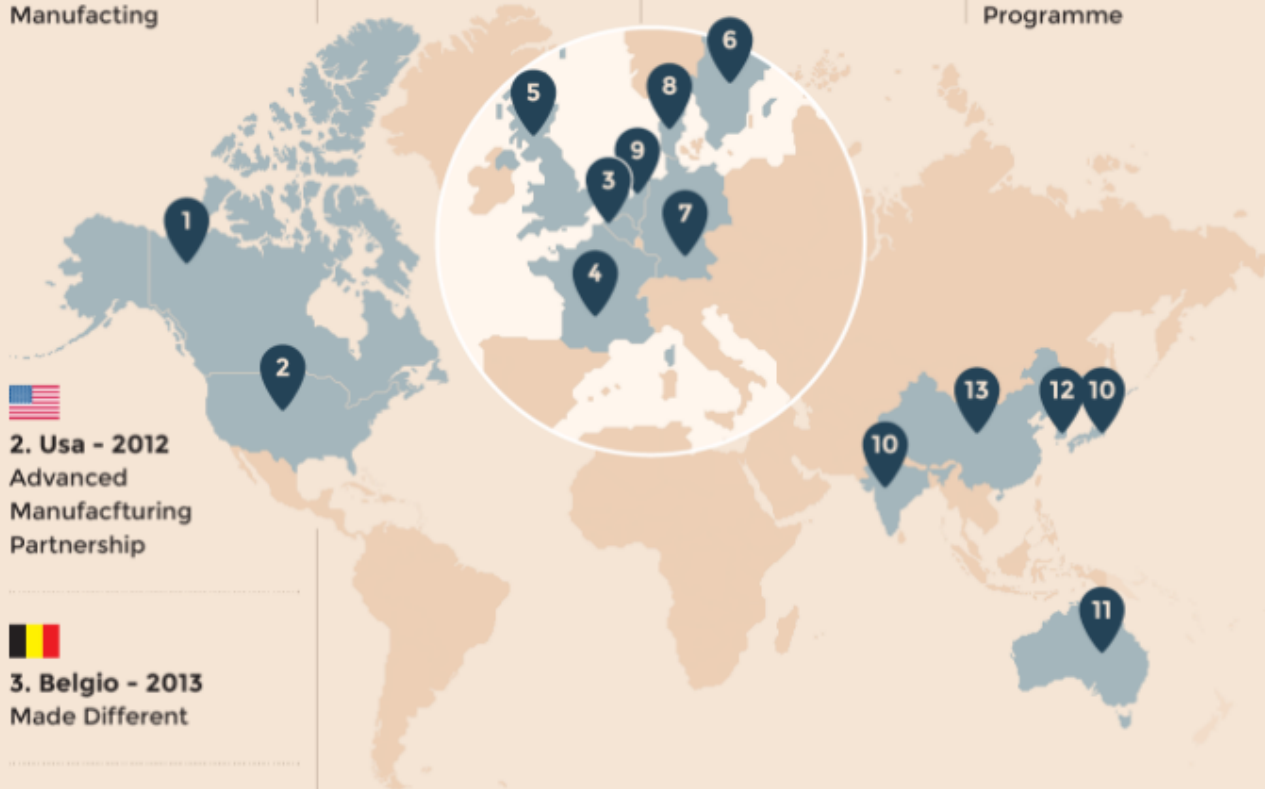 Manufacting
Programme
6
5
8
9
3
1
7
4
2
13
12
10
10
2. Usa - 2012
Advanced
Manufacfturing
Partnership
11
3. Belgio - 2013
Made Different